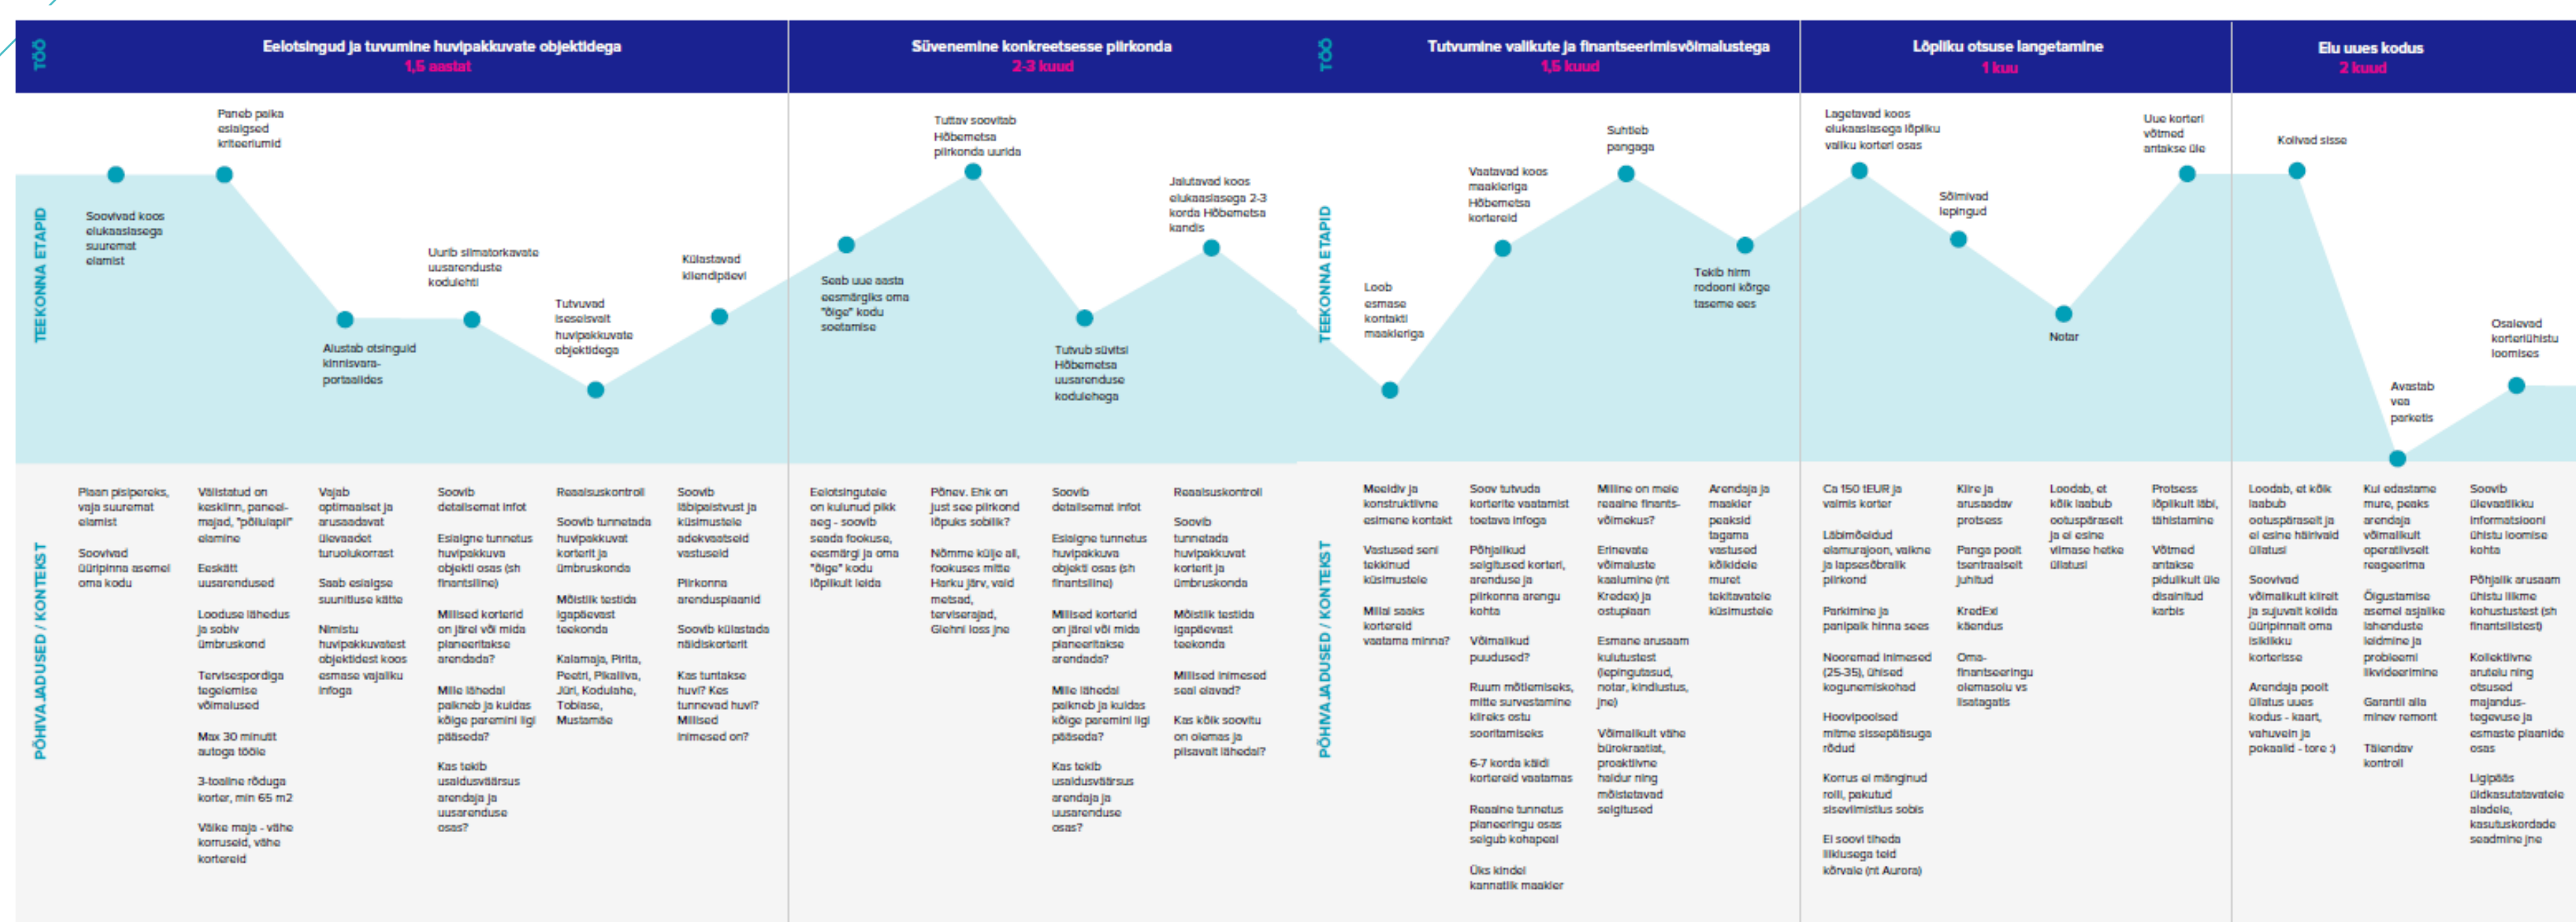 TÖÖ
Eelotsingud ja tuvumine huvipakkuvate objektidega
1,5 aastat
Süvenemine konkreetsesse piirkonda
2-3 kuud
TÖÖ
Tutvumine valikute ja finantseerimisvõimalustega
1,5 kuud
Lõpliku otsuse langetamine
1 kuu
Elu uues kodus
2 kuud
TEEKONNA ETAPID
Soovivad koos
elukaaslasega
suuremat
elamist
Paneb paika
esialgsed
kriteeriumid
Alustab otsinguid
kinnisvara-
portaalides
Uurib silmatorkavate
uusarenduste
kodulehti
Tutvuvad
iseseisvalt
huvipakkuvate
objektidega
Külastavad
kliendipäevi
Seab uue aasta
eesmärgiks oma
"õige" kodu
soetamise
Tuttav soovitab
Hõbemetsa
piirkonda uurida
Tutvub süvitsi
Hõbemetsa
uusarenduse
kodulehega
Jalutavad koos
elukaaslasega 2-3
korda Hõbemetsa
kandis
TEEKONNA ETAPID
Loob
esmase
kontakti
maakleriga
Vaatavad koos
maakleriga
Hõbemetsa
kortereid
Suhtleb
pangaga
Tekib hirm
radooni kõrge
taseme ees
Lagetavad koos
elukaaslasega lõpliku
valiku korteri osas
Sõlmivad
lepingud
Notar
Uue korteri
võtmed
antakse üle
Kolivad sisse
Avastab
vea
parketis
Osalevad
korteriühistu
loomises
PÕHIVAJADUSED / KONTEKST
Plaan pisipereks,
vaja suuremat
elamist
Soovivad
üüripinna asemel
oma kodu
Välistatud on
kesklinn, paneel-
majad, "põllulapil"
elamine
Eeskätt
uusarendused
Looduse lähedus
ja sobiv
ümbruskond
Tervisespordiga
tegelemise
võimalused
Max 30 minutit
autoga tööle
3-toaline rõduga
korter, min 65 m2
Väike maja - vähe
korruseid, vähe
kortereid
Vajab
optimaalset ja
arusaadavat
ülevaadet
turuolukorrast
Saab esialgse
suunitluse kätte
Nimistu
huvipakkuvatest
objektidest koos
esmase vajaliku
infoga
Soovib
detailsemat infot
Esialgne tunnetus
huvipakkuva
objekti osas (sh
finantsiline)
Millised korterid
on järel või mida
planeeritakse
arendada?
Mille lähedal
paikneb ja kuidas
kõige paremini ligi
pääseda?
Kas tekib
usaldusväärsus
arendaja ja
uusarenduse
osas?
Reaalsuskontroll
Soovib tunnetada
huvipakkuvat
korterit ja
ümbruskonda
Mõistlik testida
igapäevast
teekonda
Kalamaja, Pirita,
Peetri, Pikaliiva,
Jüri, Kodulahe,
Tobiase,
Mustamäe
Soovib
läbipaistvust ja
küsimustele
adekvaatseid
vastuseid
Piirkonna
arendusplaanid
Soovib külastada
näidiskorterit
Kas tuntakse
huvi? Kes
tunnevad huvi?
Millised
inimesed on?
Eelotsingutele
on kulunud pikk
aeg - soovib
seada fookuse,
eesmärgi ja oma
"õige" kodu
lõplikult leida
Põnev. Ehk on
just see piirkond
lõpuks sobilik?
Nõmme külje all,
fookuses mitte
Harku järv, vaid
metsad,
terviserajad,
Glehni loss jne
Soovib
detailsemat infot
Esialgne tunnetus
huvipakkuva
objekti osas (sh
finantsiline)
Millised korterid
on järel või mida
planeeritakse
arendada?
Mille lähedal
paikneb ja kuidas
kõige paremini ligi
pääseda?
Kas tekib
usaldusväärsus
arendaja ja
uusarenduse
osas?
Reaalsuskontroll
Soovib
tunnetada
huvipakkuvat
korterit ja
ümbruskonda
Mõistlik testida
igapäevast
teekonda
Millised inimesed
seal elavad?
Kas kõik soovitu
on olemas ja
piisavalt lähedal?
PÕHIVAJADUSED / KONTEKST
Meeldiv ja
konstruktiivne
esimene kontakt
Vastused seni
tekkinud
küsimustele
Millal saaks
kortereid
vaatama minna?
Soov tutvuda
korterite vaatamist
toetava infoga
Põhjalikud
selgitused korteri,
arenduse ja
piirkonna arengu
kohta
Võimalikud
puudused?
Ruum mõtlemiseks,
mitte survestamine
kiireks ostu
sooritamiseks
6-7 korda käidi
kortereid vaatamas
Reaalne tunnetus
planeeringu osas
selgub kohapeal
Üks kindel
kannatlik maakler
Milline on meie
reaalne finants-
võimekus?
Erinevate
võimaluste
kaalumine (nt
Kredex) ja
ostuplaan
Esmane arusaam
kulutustest
(lepingutasud,
notar, kindlustus,
jne)
Võimalikult vähe
bürokraatiat,
proaktiivne
haldur ning
mõistetavad
selgitused
Arendaja ja
maakler
peaksid
tagama
vastused
kõikidele
muret
tekitavatele
küsimustele
Ca 150 tEUR ja
valmis korter
Läbimõeldud
elamurajoon, vaikne
ja lapsesõbralik
piirkond
Parkimine ja
panipaik hinna sees
Nooremad inimesed
(25-35), ühised
kogunemiskohad
Hoovipoolsed
mitme sissepääsuga
rõdud
Korrus ei mänginud
rolli, pakutud
siseviimistlus sobis
Ei soovi tiheda
liiklusega teid
kõrvale (nt Aurora)
Kiire ja
arusaadav
protsess
Panga poolt
tsentraalselt
juhitud
KredExi
käendus
Oma-
finantseeringu
olemasolu vs
lisatagatis
Loodab, et
kõik laabub
ootuspäraselt
ja ei esine
viimase hetke
üllatusi
Protsess
lõplikult läbi,
tähistamine
Võtmed
antakse
pidulikult üle
disainitud
karbis
Loodab, et kõik
laabub
ootuspäraselt ja
ei esine häirivaid
üllatusi
Soovivad
võimalikult kiirelt
ja sujuvalt kolida
üüripinnalt oma
isiklikku
korterisse
Arendaja poolt
üllatus uues
kodus - kaart,
vahuvein ja
pokaalid - tore :)
Kui edastame
mure, peaks
arendaja
võimalikult
operatiivselt
reageerima
Õigustamise
asemel asjalike
lahenduste
leidmine ja
probleemi
likvideerimine
Garantii alla
minev remont
Täiendav
kontroll
Soovib
ülevaatlikku
informatsiooni
ühistu loomise
kohta
Põhjalik arusaam
ühistu liikme
kohustustest (sh
finantsilistest)
Kollektiivne
arutelu ning
otsused
majandus-
tegevuse ja
esmaste plaanide
osas
Ligipääs
üldkasutatavatele
aladele,
kasutuskordade
seadmine jne